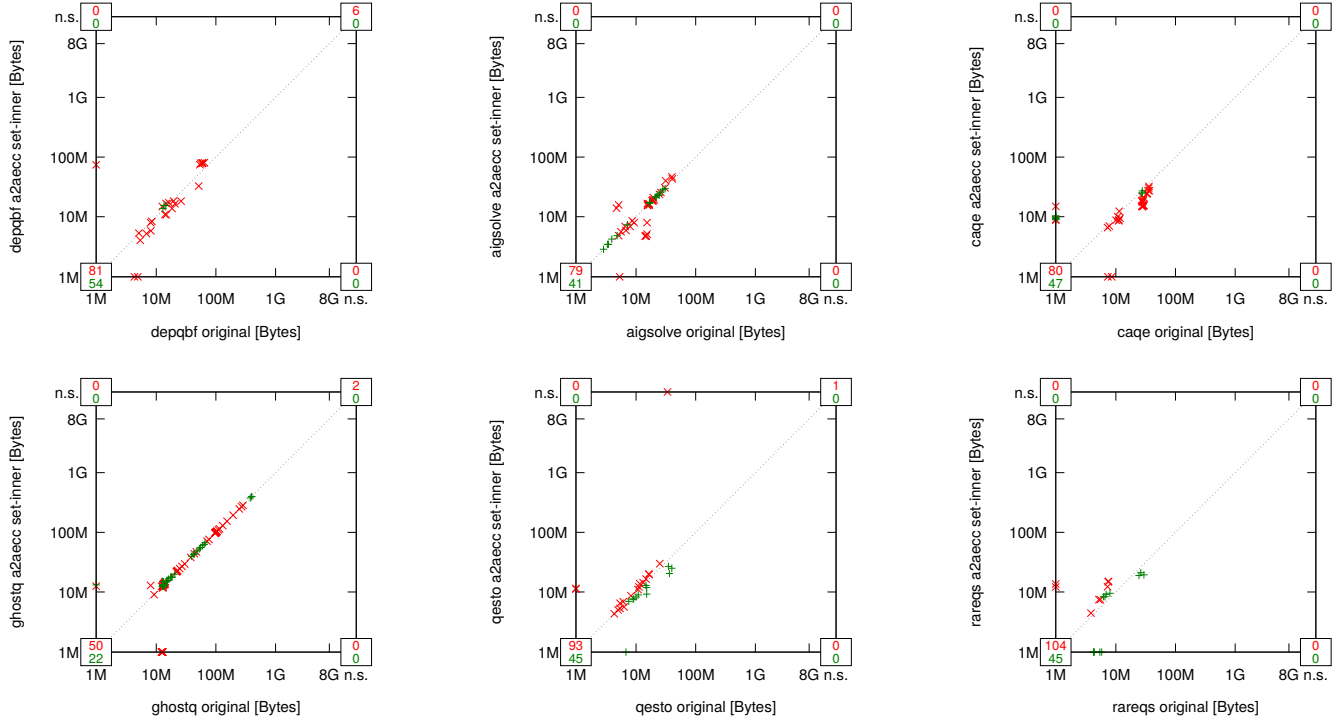 depqbf a2aecc set-inner [Bytes]
n.s.
8G
1G
100M
10M
1M
0
0
6
0
81
54
0
0
1M 10M 100M 1G 8G n.s.
depqbf original [Bytes]
aigsolve a2aecc set-inner [Bytes]
n.s.
8G
1G
100M
10M
1M
0
0
0
0
79
41
0
0
1M 10M 100M 1G 8G n.s.
aigsolve original [Bytes]
caqe a2aecc set-inner [Bytes]
n.s.
8G
1G
100M
10M
1M
0
0
0
0
80
47
0
0
1M 10M 100M 1G 8G n.s.
caqe original [Bytes]
ghostq a2aecc set-inner [Bytes]
n.s.
8G
1G
100M
10M
1M
0
0
2
0
50
22
0
0
1M 10M 100M 1G 8G n.s.
ghostq original [Bytes]
qesto a2aecc set-inner [Bytes]
n.s.
8G
1G
100M
10M
1M
0
0
1
0
93
45
0
0
1M 10M 100M 1G 8G n.s.
qesto original [Bytes]
rareqs a2aecc set-inner [Bytes]
n.s.
8G
1G
100M
10M
1M
0
0
0
0
104
45
0
0
1M 10M 100M 1G 8G n.s.
rareqs original [Bytes]